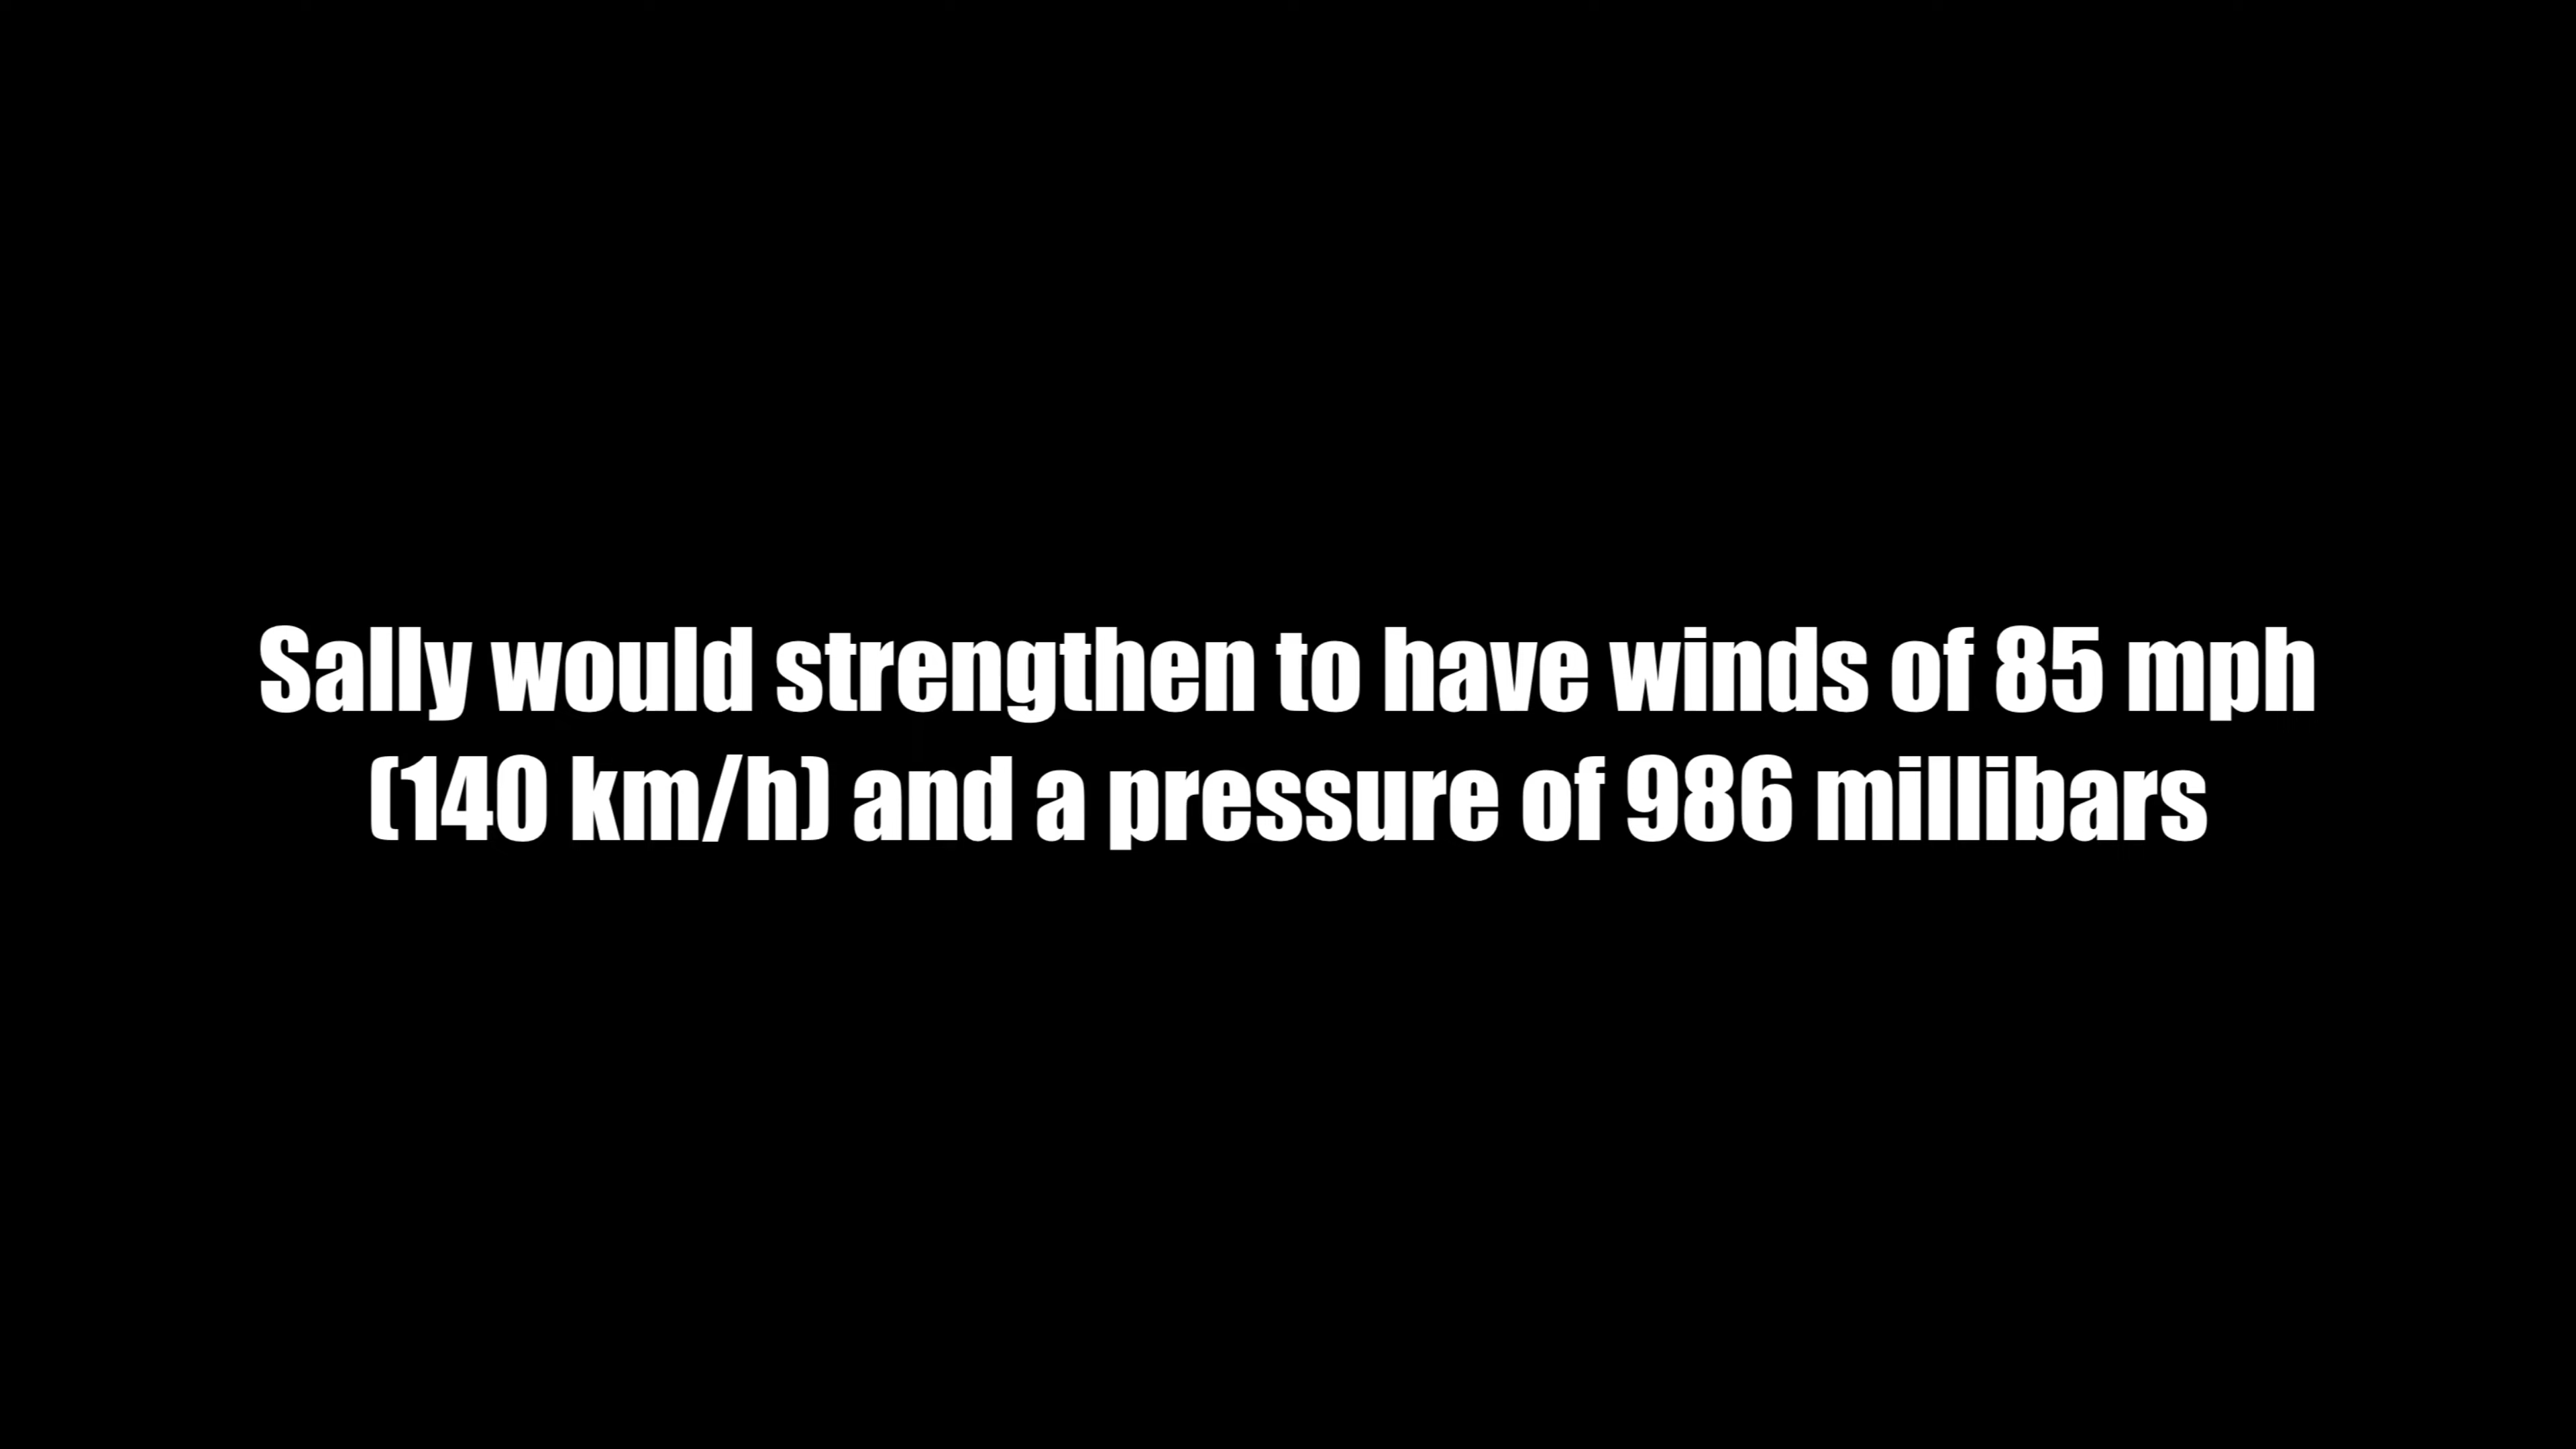 Sally would strengthen to have winds of 85 mph
(140 km/h) and a pressure of 986 millibars